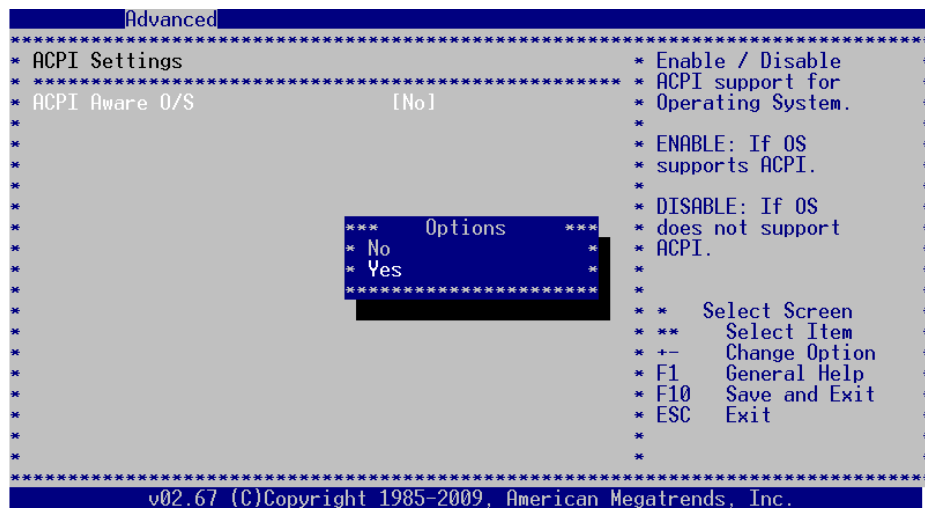 Advanced
ACPI Settings
ACPI Aware O/S [No]
*** Options ***
* No *
* Yes *
* Enable / Disable
* ACPI support for
* Operating System.
* ENABLE: If OS
* supports ACPI.
* DISABLE: If OS
* does not support
* ACPI.
* * Select Screen
* ** Select Item
* +- Change Option
* F1 General Help
* F10 Save and Exit
* ESC Exit
v02.67 (C)Copyright 1985-2009, American Megatrends, Inc.